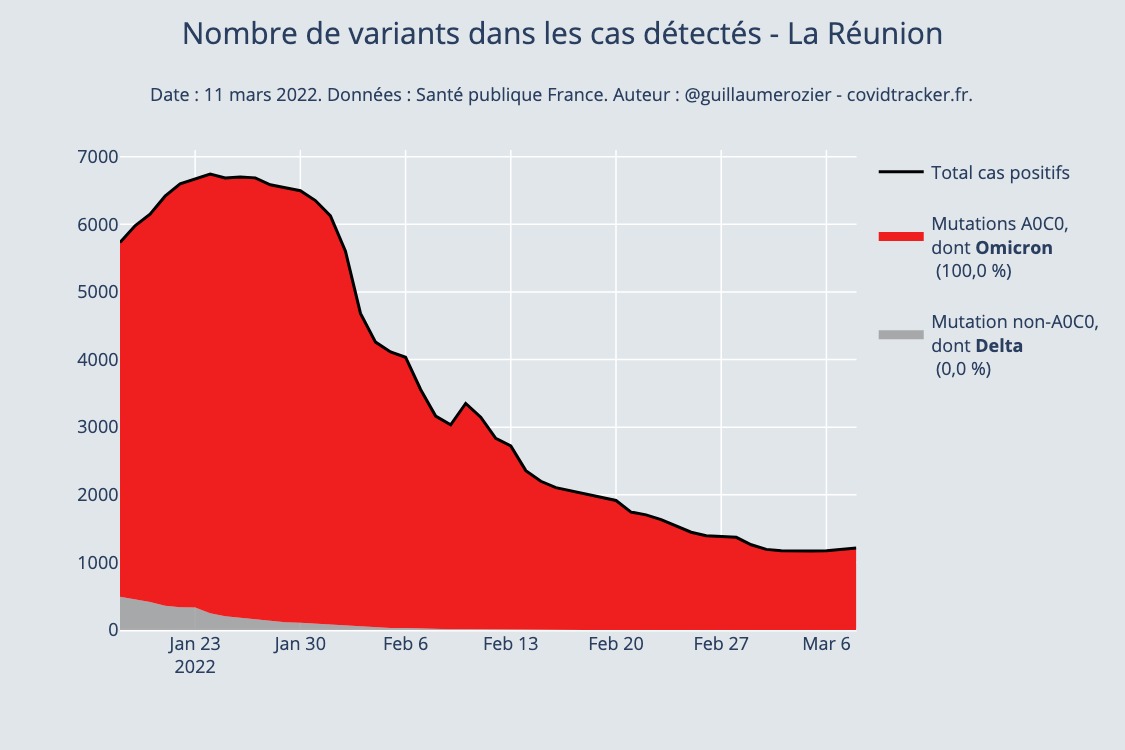 Nombre de variants dans les cas détectés - La Réunion
Date : 11 mars 2022. Données : Santé publique France. Auteur : @guillaumerozier - covidtracker.fr.
7000
6000
5000
4000
3000
2000
1000
0
Jan 23
2022
Jan 30
Feb 6
Feb 13
Feb 20
Feb 27
Mar 6
Total cas positifs
Mutations A0C0,
dont Omicron
(100,0 %)
Mutation non-A0C0,
dont Delta
(0,0 %)